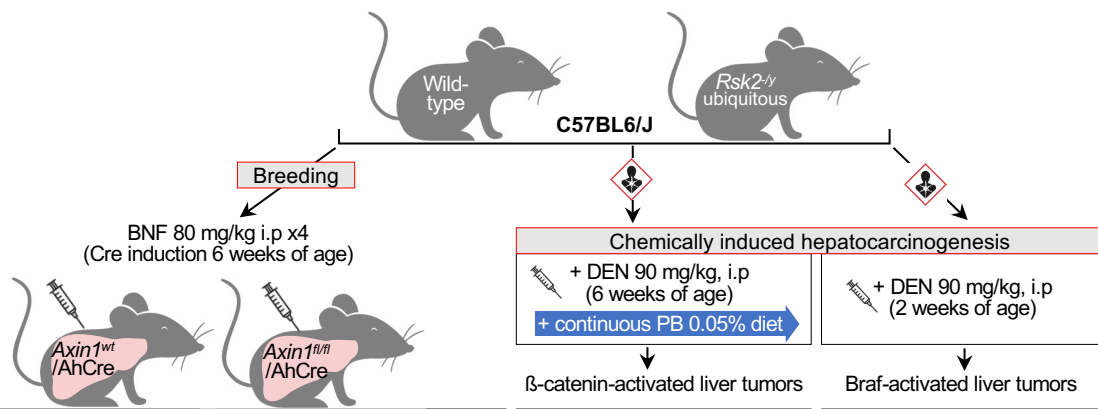 Wild-
type
Rsk2-/y
ubiquitous
C57BL6/J
Breeding
BNF 80 mg/kg i.p x4
(Cre induction 6 weeks of age)
Axin1wt
/AhCre
Axin1fl/fl
/AhCre
Chemically induced hepatocarcinogenesis
+ DEN 90 mg/kg, i.p
(6 weeks of age)
+ continuous PB 0.05% diet
+ DEN 90 mg/kg, i.p
(2 weeks of age)
ß-catenin-activated liver tumors
Braf-activated liver tumors